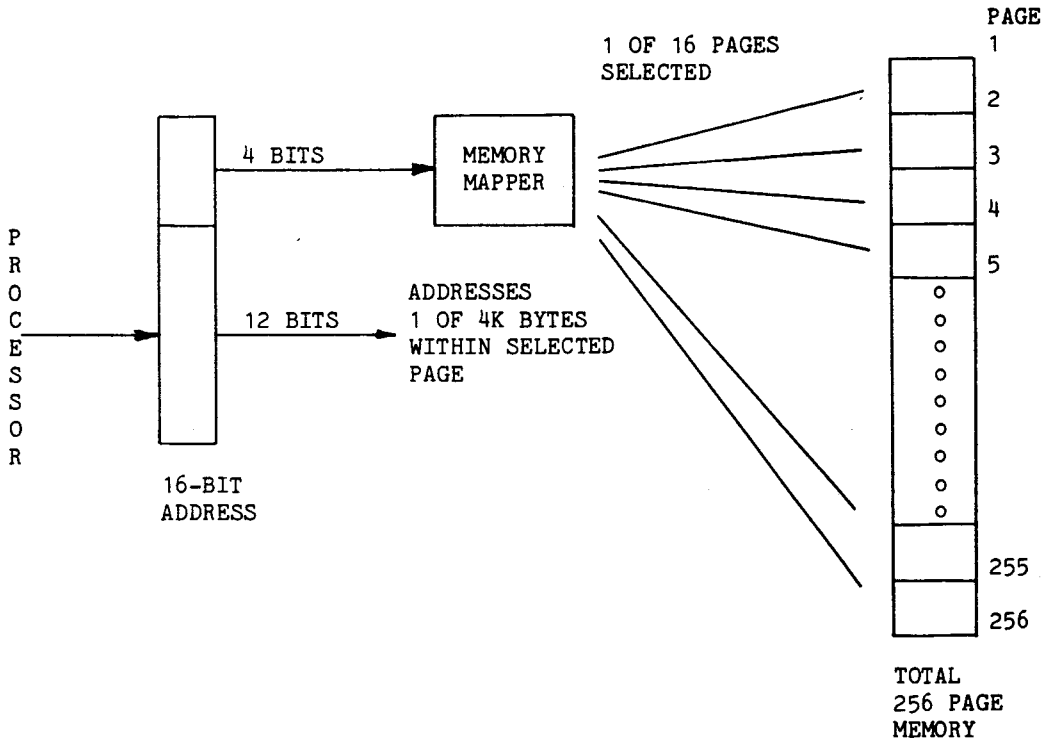 PAGE
1
1 OF 16 PAGES
SELECTED
2
4 BITS
MEMORY
MAPPER
3
4
5
PROCESSOR
ADDRESSES
1 OF 4K BYTES
WITHIN SELECTED
PAGE
12 BITS
16-BIT
ADDRESS
255
256
TOTAL
256 PAGE
MEMORY